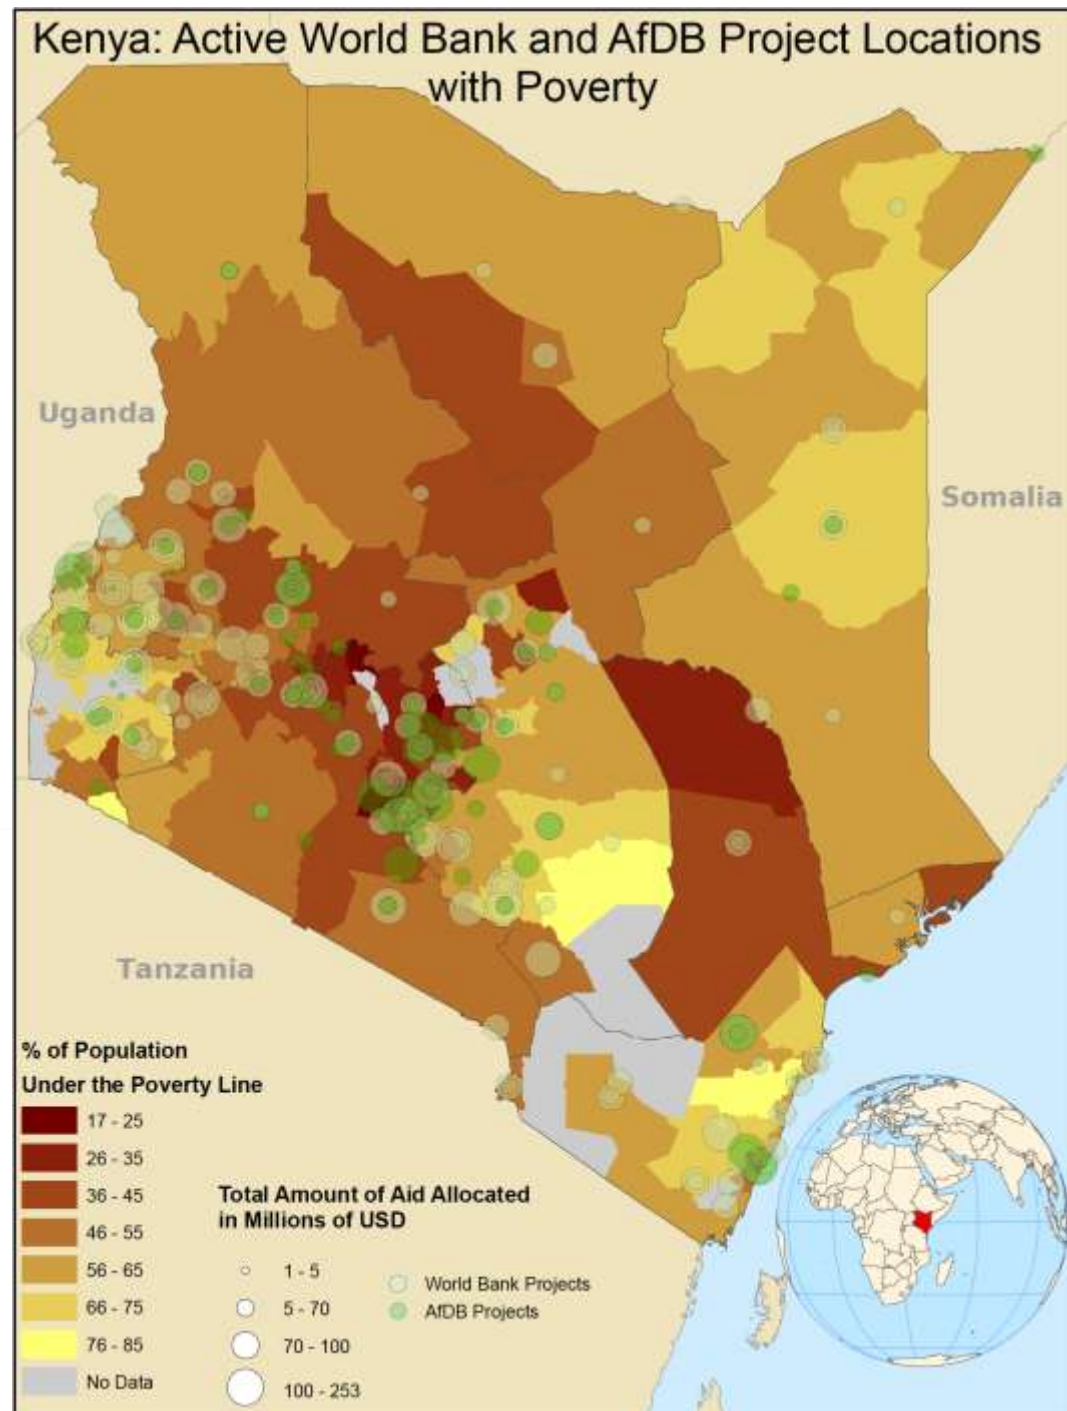 Kenya: Active World Bank and AfDB Project Locations
with Poverty
Uganda
Somalia
Tanzania
% of Population
Under the Poverty Line
17 - 25
26 - 35
36 - 45
46 - 55
56 - 65
66 - 75
76 - 85
No Data
Total Amount of Aid Allocated
in Millions of USD
1 - 5
5 - 70
70 - 100
100 - 253
World Bank Projects
AfDB Projects